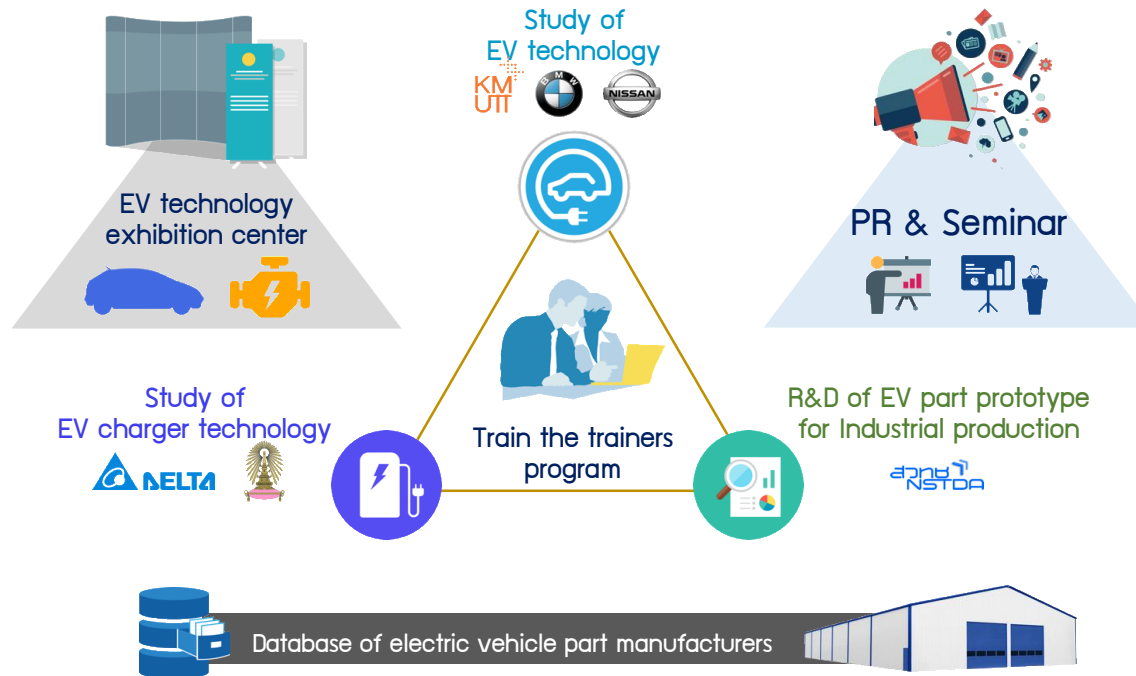 Study of
EV technology
KM
UTT
BMW
NISSAN
EV technology
exhibition center
PR & Seminar
Study of
EV charger technology
DELTA
Train the trainers
program
R&D of EV part prototype
for Industrial production
สวทช
NSTDA
Database of electric vehicle part manufacturers